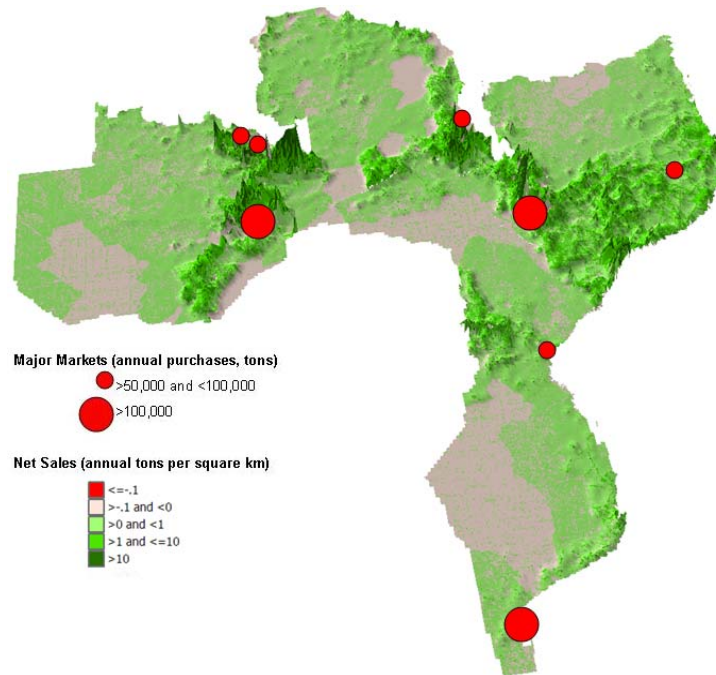 Major Markets (annual purchases, tons)
>50,000 and <100,000
>100,000
Net Sales (annual tons per square km)
<=-.1
>-.1 and <0
>0 and <1
>1 and <=10
>10